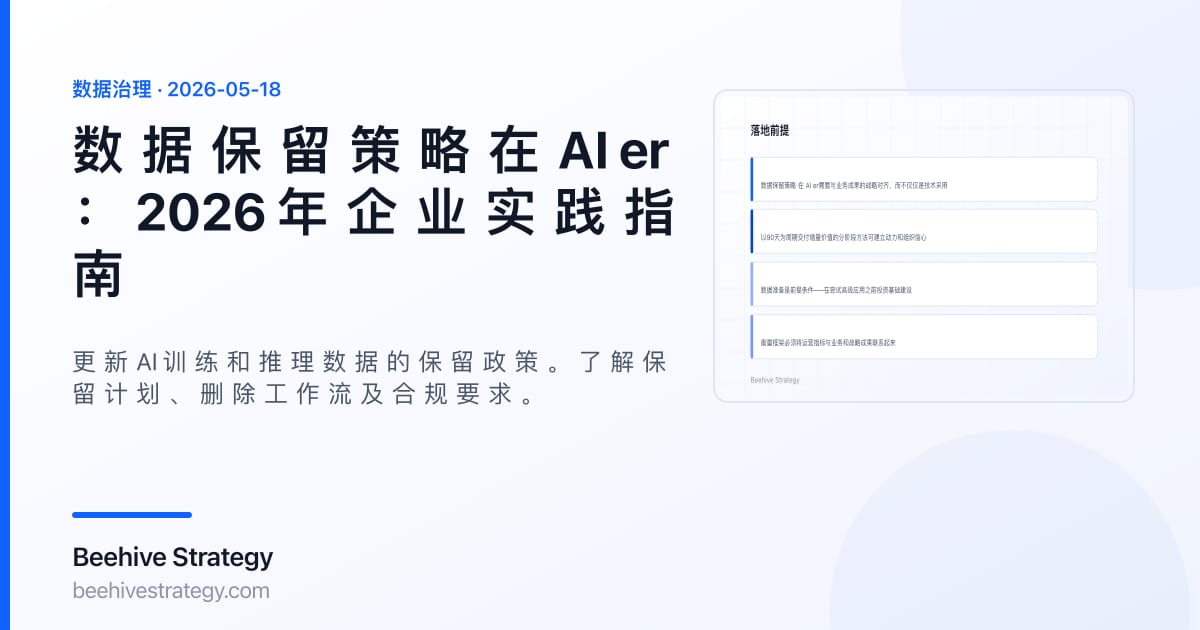 数据治理 · 2026-05-18
数据保留策略在 AI er
：2026年企业实践指
南
更新AI训练和推理数据的保留政策。了解保
留计划、删除工作流及合规要求。
Beehive Strategy
beehivestrategy.com
落地前提
数据保留策略 在 AI er需要与业务成果的战略对齐，而不仅仅是技术采用
以90天为周期交付增量价值的分阶段方法可建立动力和组织信心
数据准备是前提条件——在尝试高级应用之前投资基础建设
衡量框架必须将运营指标与业务和战略成果联系起来
Beehive Strategy